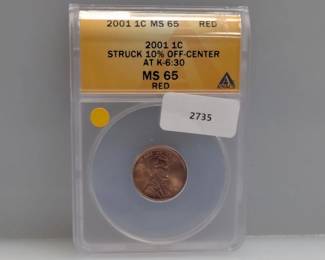 2001 1C MS 65 RED
2001 1C
STRUCK 10% OFF-CENTER
AT K-6:30
MS 65
RED
2735